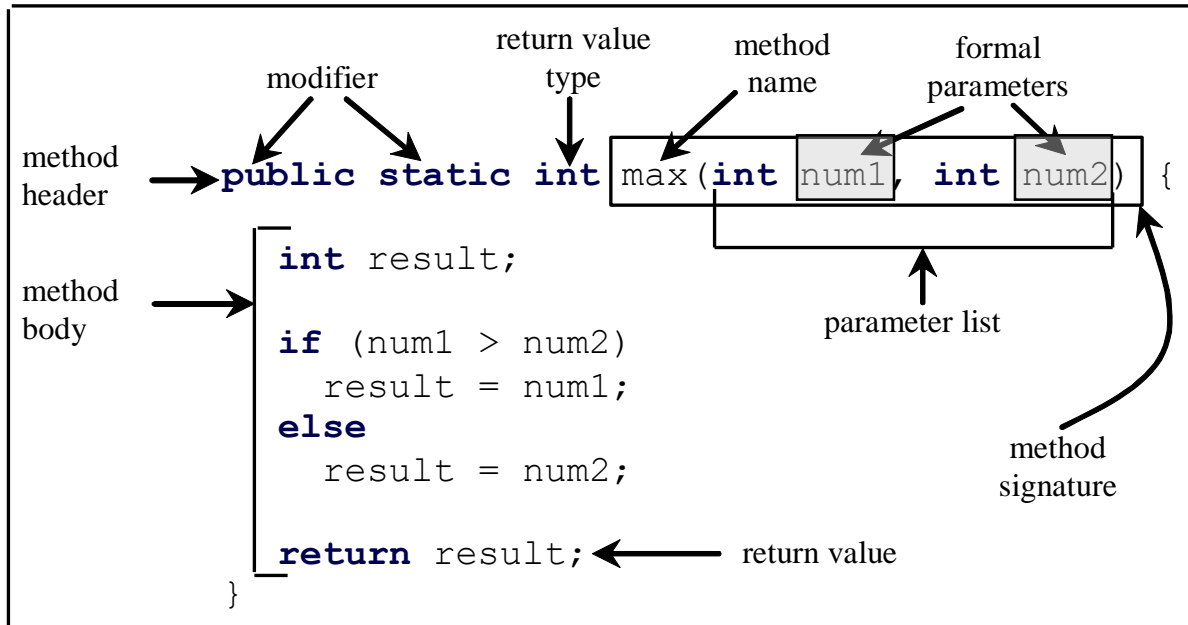 return value
type
method
name
formal
parameters
modifier
method
header
public static int max(int num1, int num2) {
int result;
method
body
parameter list
if (num1 > num2)
result = num1;
else
result = num2;
method
signature
return result;
return value
}